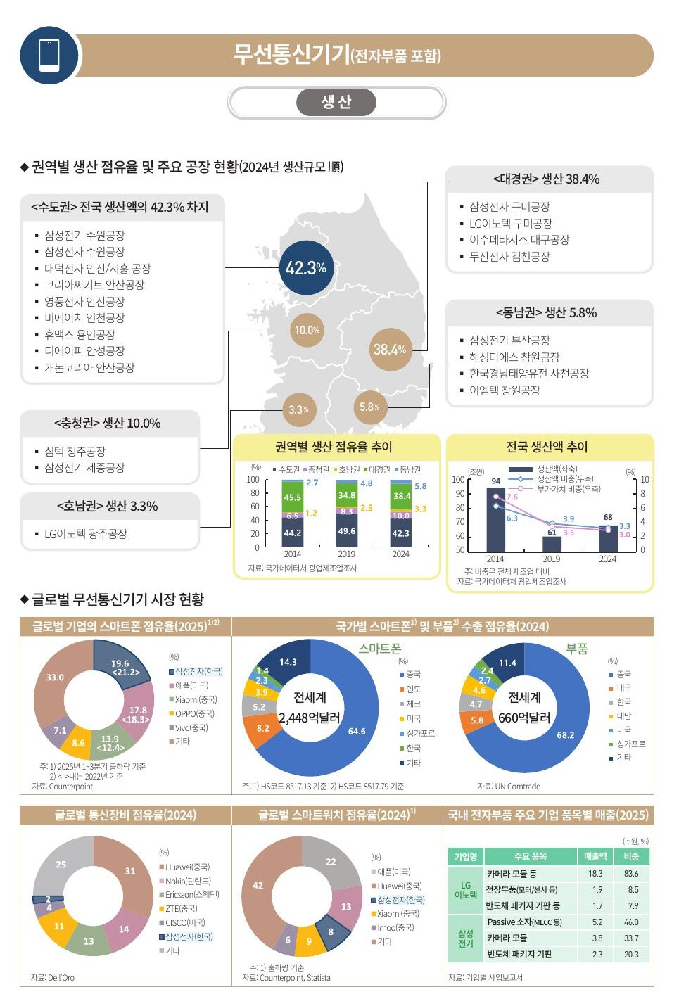 무선통신기기(전자부품 포함)
생 산
◆ 권역별 생산 점유율 및 주요 공장 현황(2024년 생산규모 順)
<수도권> 전국 생산액의 42.3% 차지
▪ 삼성전기 수원공장
▪ 삼성전자 수원공장
▪ 대덕전자 안산/시흥 공장
▪ 코리아써키트 안산공장
▪ 영풍전자 안산공장
▪ 비에이치 인천공장
▪ 휴맥스 용인공장
▪ 디에이피 안성공장
▪ 캐논코리아 안산공장
<충청권> 생산 10.0%
▪ 심텍 청주공장
▪ 삼성전기 세종공장
<호남권> 생산 3.3%
▪ LG이노텍 광주공장
42.3%
10.0%
38.4%
3.3%
5.8%
<대경권> 생산 38.4%
▪ 삼성전자 구미공장
▪ LG이노텍 구미공장
▪ 이수페타시스 대구공장
▪ 두산전자 김천공장
<동남권> 생산 5.8%
▪ 삼성전기 부산공장
▪ 해성디에스 창원공장
▪ 한국경남태양유전 사천공장
▪ 이엠텍 창원공장
권역별 생산 점유율 추이
(%)
수도권 충청권 호남권 대경권 동남권
100
80
60
40
20
0
2.7
45.5
1.2
6.5
44.2
4.8
34.8
2.5
8.3
49.6
5.8
38.4
3.3
10.0
42.3
2014 2019 2024
자료: 국가데이터처 광업제조업조사
전국 생산액 추이
(조원)
(%)
생산액(좌축)
생산액 비중(우축)
부가가치 비중(우축)
100
90
80
70
60
50
94
7.6
6.3
61
3.9
3.5
68
3.3
3.0
10
8
6
4
2
0
2014 2019 2024
주: 비중은 전체 제조업 대비
자료: 국가데이터처 광업제조업조사
◆ 글로벌 무선통신기기 시장 현황
글로벌 기업의 스마트폰 점유율(2025)1)2)
19.6
<21.2>
17.8
<18.3>
13.9
<12.4>
8.6
7.1
33.0
(%)
삼성전자(한국)
애플(미국)
Xiaomi(중국)
OPPO(중국)
Vivo(중국)
기타
주: 1) 2025년 1~3분기 출하량 기준
2) < >내는 2022년 기준
자료: Counterpoint
국가별 스마트폰1) 및 부품2) 수출 점유율(2024)
스마트폰
전세계
2,448억달러
64.6
8.2
5.2
3.9
2.3
1.4
14.3
(%)
중국
인도
체코
미국
싱가포르
한국
기타
주: 1) HS코드 8517.13 기준 2) HS코드 8517.79 기준
부품
전세계
660억달러
68.2
5.8
4.7
4.6
2.7
2.4
11.4
(%)
중국
태국
한국
대만
미국
싱가포르
기타
자료: UN Comtrade
글로벌 통신장비 점유율(2024)
31
14
13
11
4
2
25
(%)
Huawei(중국)
Nokia(핀란드)
Ericsson(스웨덴)
ZTE(중국)
CISCO(미국)
삼성전자(한국)
기타
자료: Dell'Oro
글로벌 스마트워치 점유율(2024)1)
22
13
8
9
6
42
(%)
애플(미국)
Huawei(중국)
삼성전자(한국)
Xiaomi(중국)
Imoo(중국)
기타
주: 1) 출하량 기준
자료: Counterpoint, Statista
국내 전자부품 주요 기업 품목별 매출(2025)
(조원, %)
기업명 주요 품목 매출액 비중
LG 이노텍
카메라 모듈 등 18.3 83.6
전장부품(모터/센서 등) 1.9 8.5
반도체 패키지 기판 등 1.7 7.9
삼성 전기
Passive 소자(MLCC 등) 5.2 46.0
카메라 모듈 3.8 33.7
반도체 패키지 기판 2.3 20.3
자료: 기업별 사업보고서